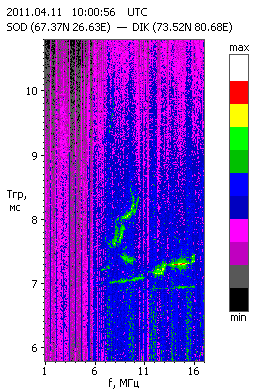 2011.04.11 10:00:56 UTC
SOD (67.37N 26.63E) — DIK (73.52N 80.68E)
max
10
9
Тгр,
мс
8
7
6
min
1 6 11 16
f, МГц